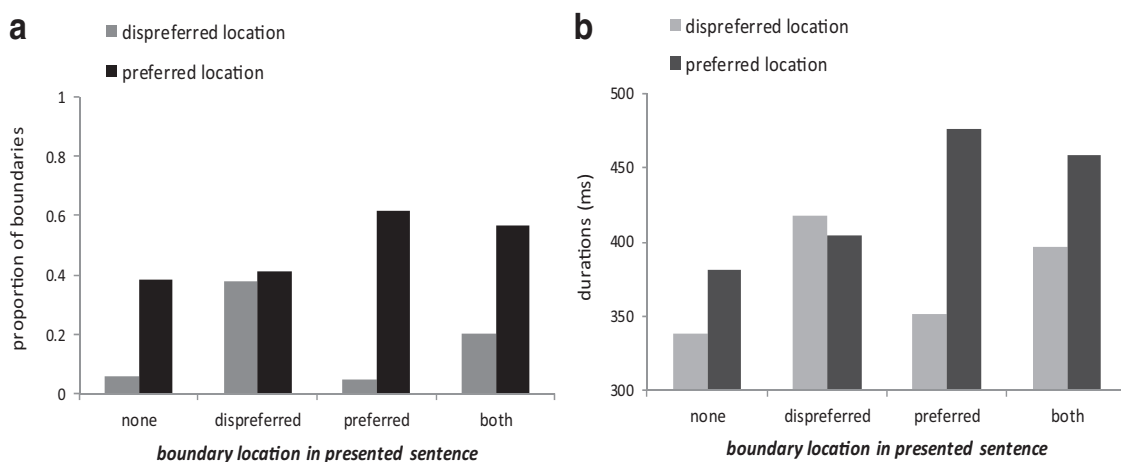 a
dispreferred location
preferred location
proportion of boundaries
1
0.8
0.6
0.4
0.2
0
none dispreferred preferred both
boundary location in presented sentence
b
dispreferred location
preferred location
durations (ms)
500
450
400
350
300
none dispreferred preferred both
boundary location in presented sentence